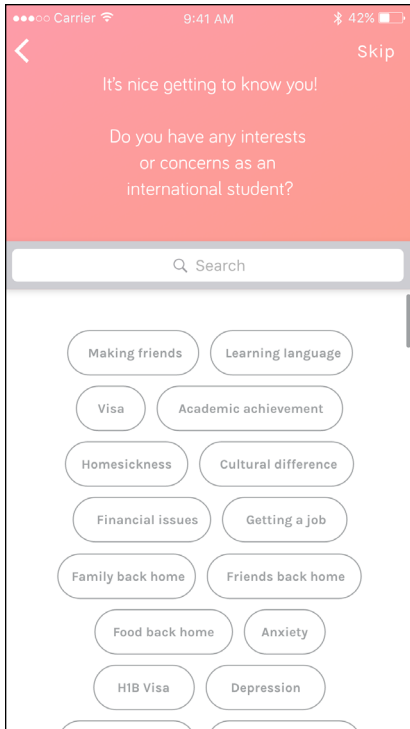 Carrier 9:41 AM 42%
Skip
It's nice getting to know you!
Do you have any interests
or concerns as an
international student?
Search
Making friends Learning language
Visa Academic achievement
Homesickness Cultural difference
Financial issues Getting a job
Family back home Friends back home
Food back home Anxiety
H1B Visa Depression